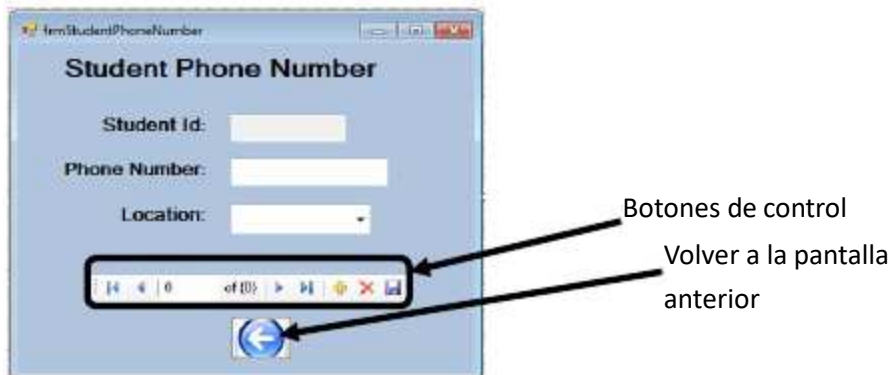 frmStudentPhoneNumber
Student Phone Number
Student Id:
Phone Number:
Location:
0 of {0}
Botones de control
Volver a la pantalla
anterior